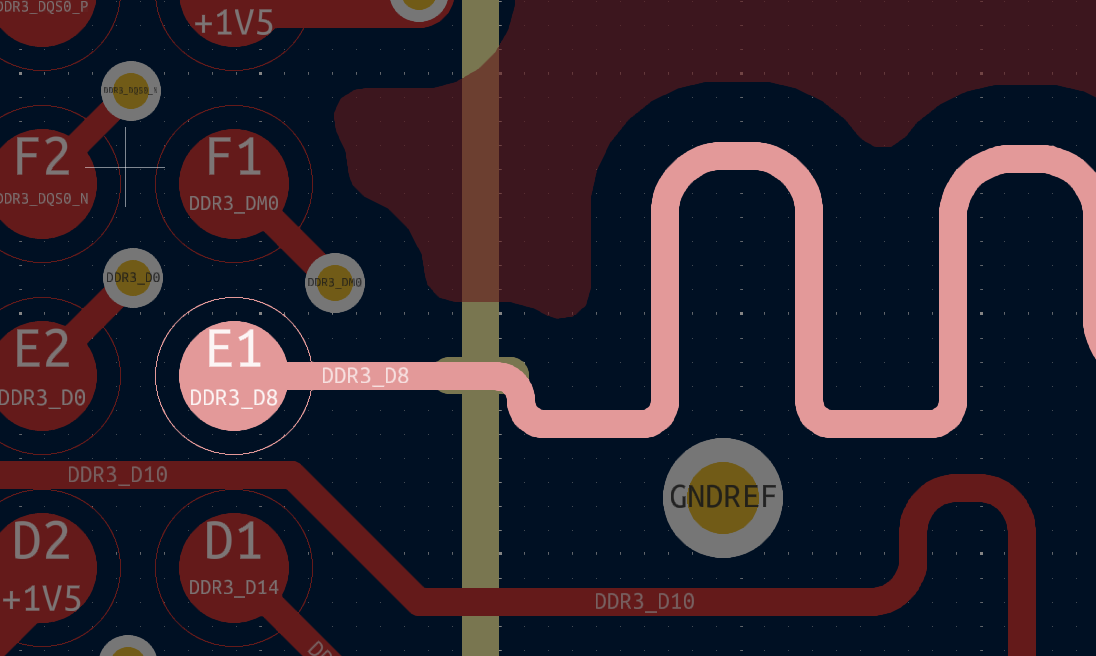 DDR3_DQS0_P
+1V5
DDR3_DQS0_N
F2
DDR3_DQS0_N
F1
DDR3_DM0
DDR3_D0
DDR3_DM0
E2
DDR3_D0
E1
DDR3_D8
DDR3_D8
DDR3_D10
GNDREF
D2
+1V5
D1
DDR3_D14
DDR3_D10